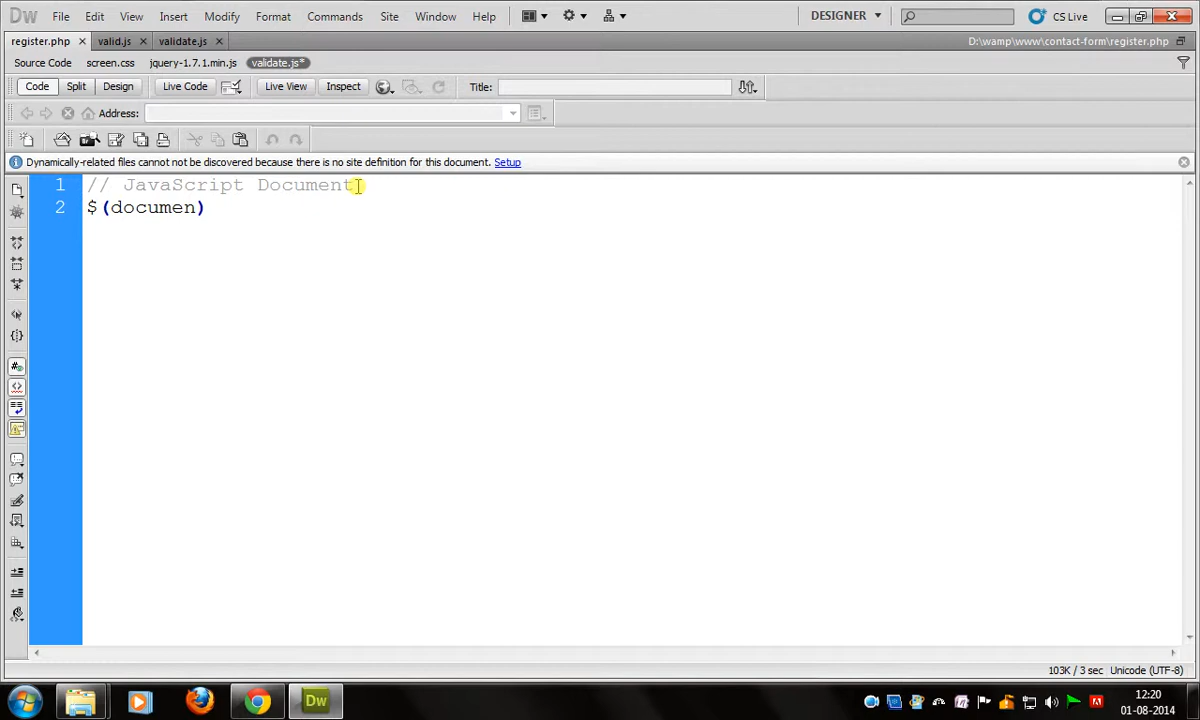 Dw File Edit View Insert Modify Format Commands Site Window Help DESIGNER CS Live
register.php valid.js validate.js D:\wamp\www\contact-form\register.php
Source Code screen.css jquery-1.7.1.min.js validate.js*
Code Split Design Live Code Live View Inspect Title:
Address:
Dynamically-related files cannot not be discovered because there is no site definition for this document. Setup
1 // JavaScript Document
2 $(documen)
103K / 3 sec Unicode (UTF-8)
Dw 12:20
01-08-2014